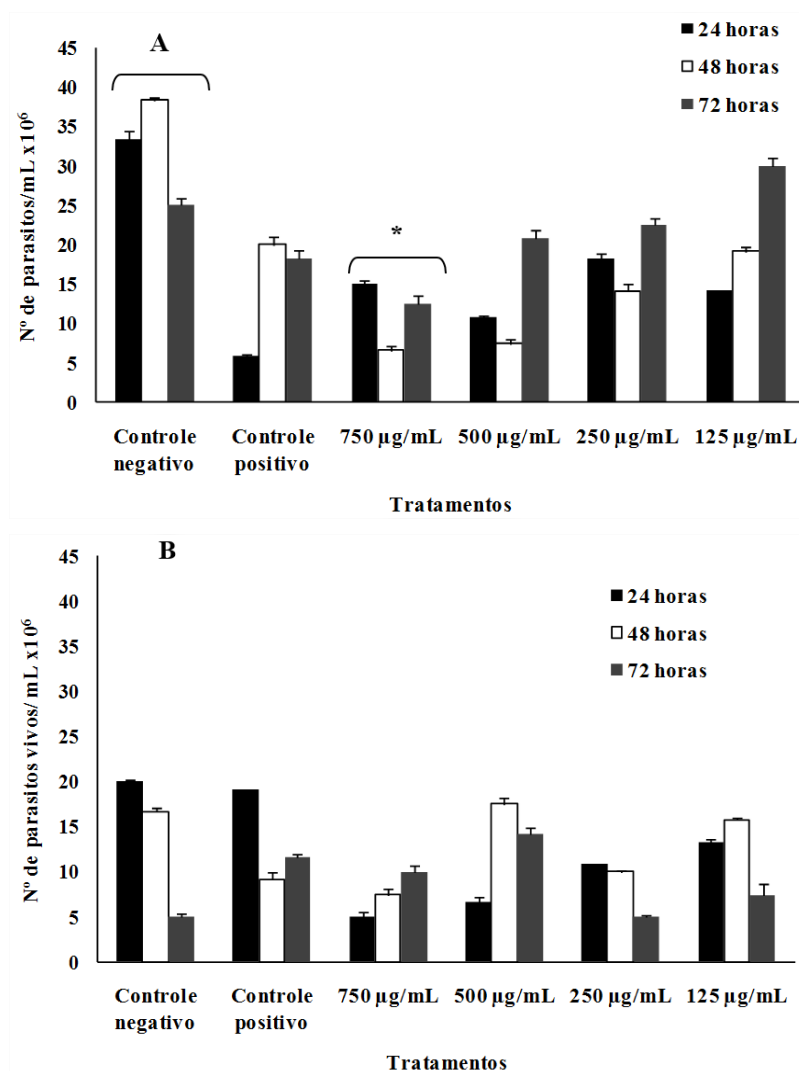 A
24 horas
48 horas
72 horas
Nº de parasitos/mL x10⁶
45
40
35
30
25
20
15
10
5
0
*
Controle negativo
Controle positivo
750 µg/mL
500 µg/mL
250 µg/mL
125 µg/mL
Tratamentos
B
24 horas
48 horas
72 horas
Nº de parasitos vivos/ mL x10⁶
45
40
35
30
25
20
15
10
5
0
Controle negativo
Controle positivo
750 µg/mL
500 µg/mL
250 µg/mL
125 µg/mL
Tratamentos